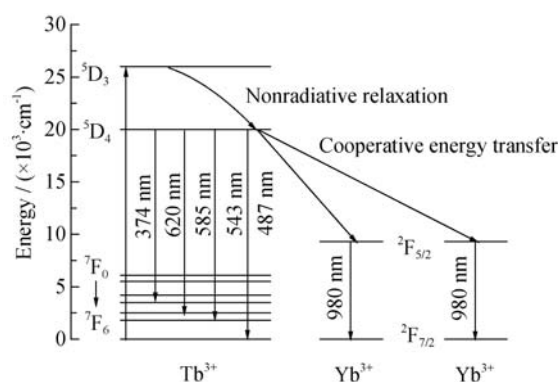 Energy / (×10³·cm⁻¹)
30
25
20
15
10
5
0
⁵D₃
⁵D₄
⁷F₀
⁷F₆
Nonradiative relaxation
Cooperative energy transfer
374 nm
620 nm
585 nm
543 nm
487 nm
980 nm
980 nm
²F₅/₂
²F₇/₂
Tb³⁺
Yb³⁺
Yb³⁺